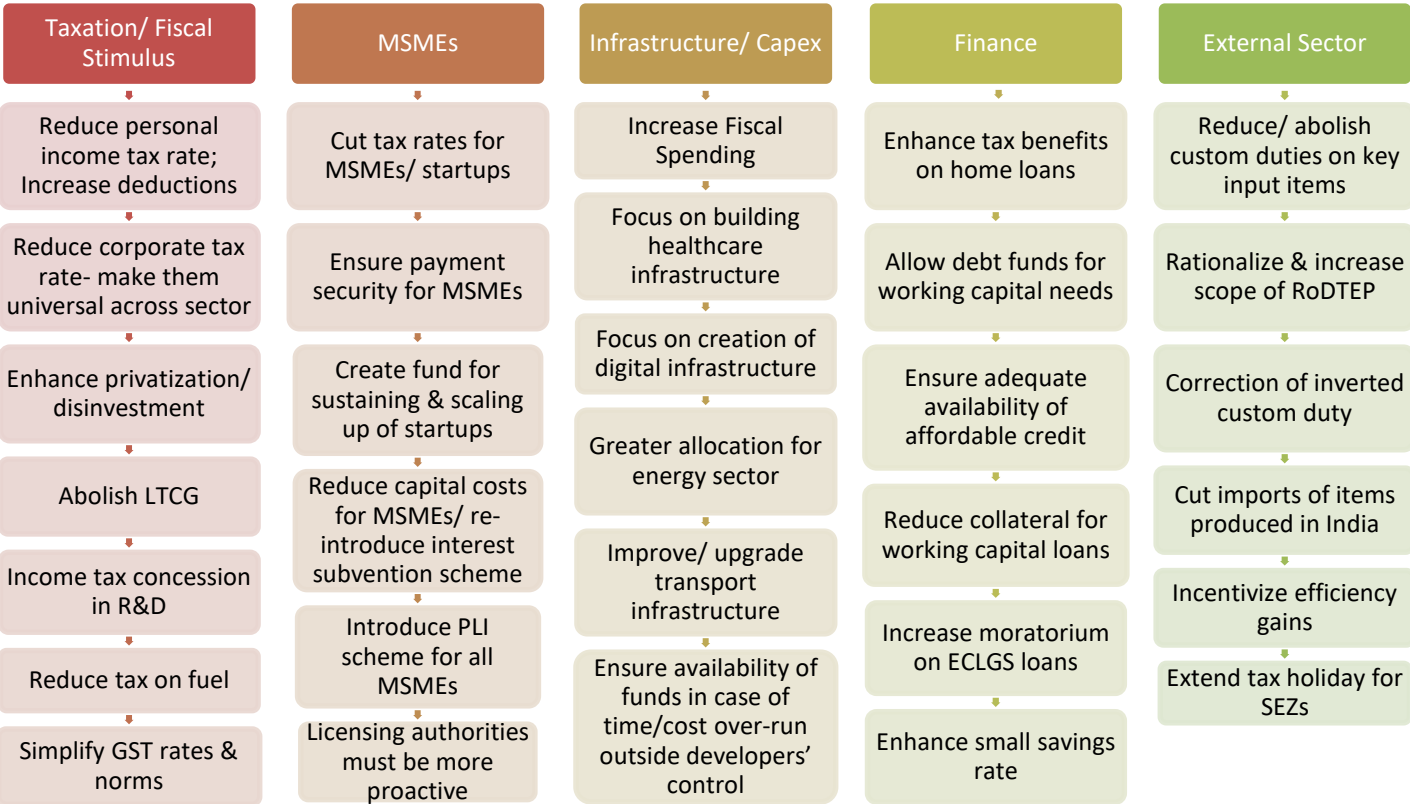 Taxation/ Fiscal
Stimulus
Reduce personal
income tax rate;
Increase deductions
Reduce corporate tax
rate- make them
universal across sector
Enhance privatization/
disinvestment
Abolish LTCG
Income tax concession
in R&D
Reduce tax on fuel
Simplify GST rates &
norms
MSMEs
Cut tax rates for
MSMEs/ startups
Ensure payment
security for MSMEs
Create fund for
sustaining & scaling
up of startups
Reduce capital costs
for MSMEs/ re-
introduce interest
subvention scheme
Introduce PLI
scheme for all
MSMEs
Licensing authorities
must be more
proactive
Infrastructure/ Capex
Increase Fiscal
Spending
Focus on building
healthcare
infrastructure
Focus on creation of
digital infrastructure
Greater allocation for
energy sector
Improve/ upgrade
transport
infrastructure
Ensure availability of
funds in case of
time/cost over-run
outside developers’
control
Finance
Enhance tax benefits
on home loans
Allow debt funds for
working capital needs
Ensure adequate
availability of
affordable credit
Reduce collateral for
working capital loans
Increase moratorium
on ECLGS loans
Enhance small savings
rate
External Sector
Reduce/ abolish
custom duties on key
input items
Rationalize & increase
scope of RoDTEP
Correction of inverted
custom duty
Cut imports of items
produced in India
Incentivize efficiency
gains
Extend tax holiday for
SEZs